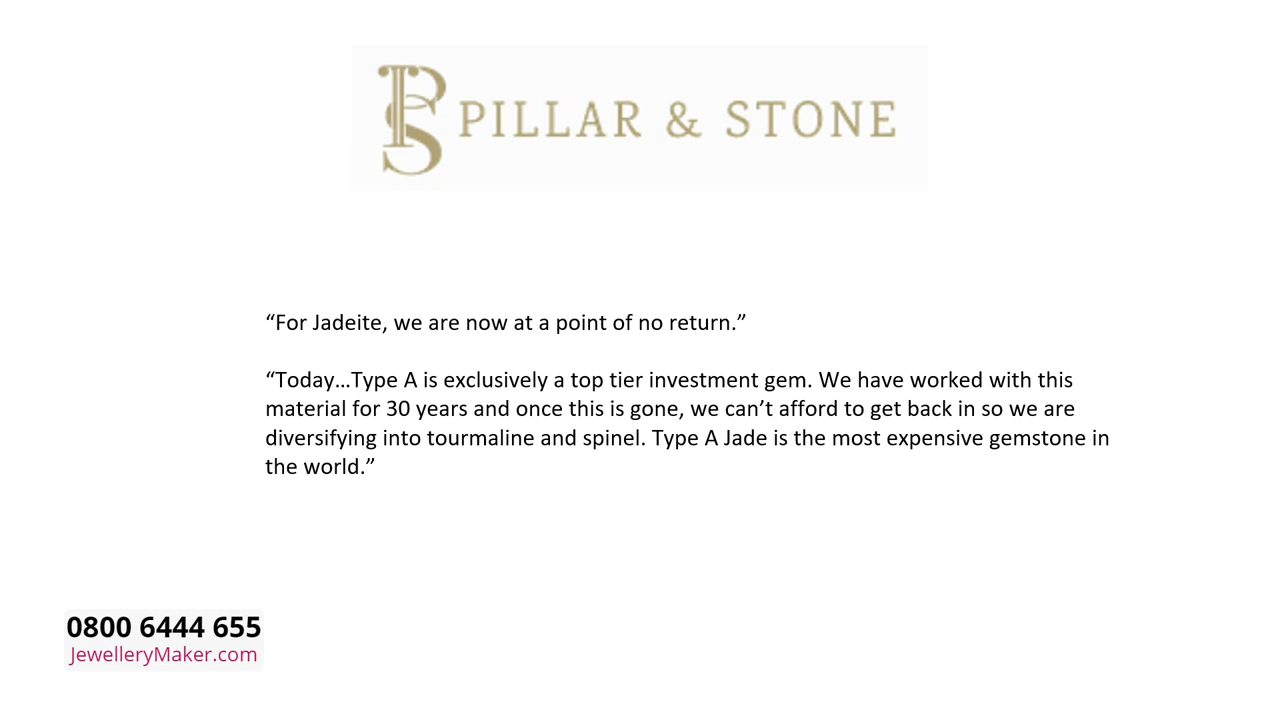 PS PILLAR & STONE
“For Jadeite, we are now at a point of no return.”
“Today…Type A is exclusively a top tier investment gem. We have worked with this
material for 30 years and once this is gone, we can’t afford to get back in so we are
diversifying into tourmaline and spinel. Type A Jade is the most expensive gemstone in
the world.”
0800 6444 655
JewelleryMaker.com